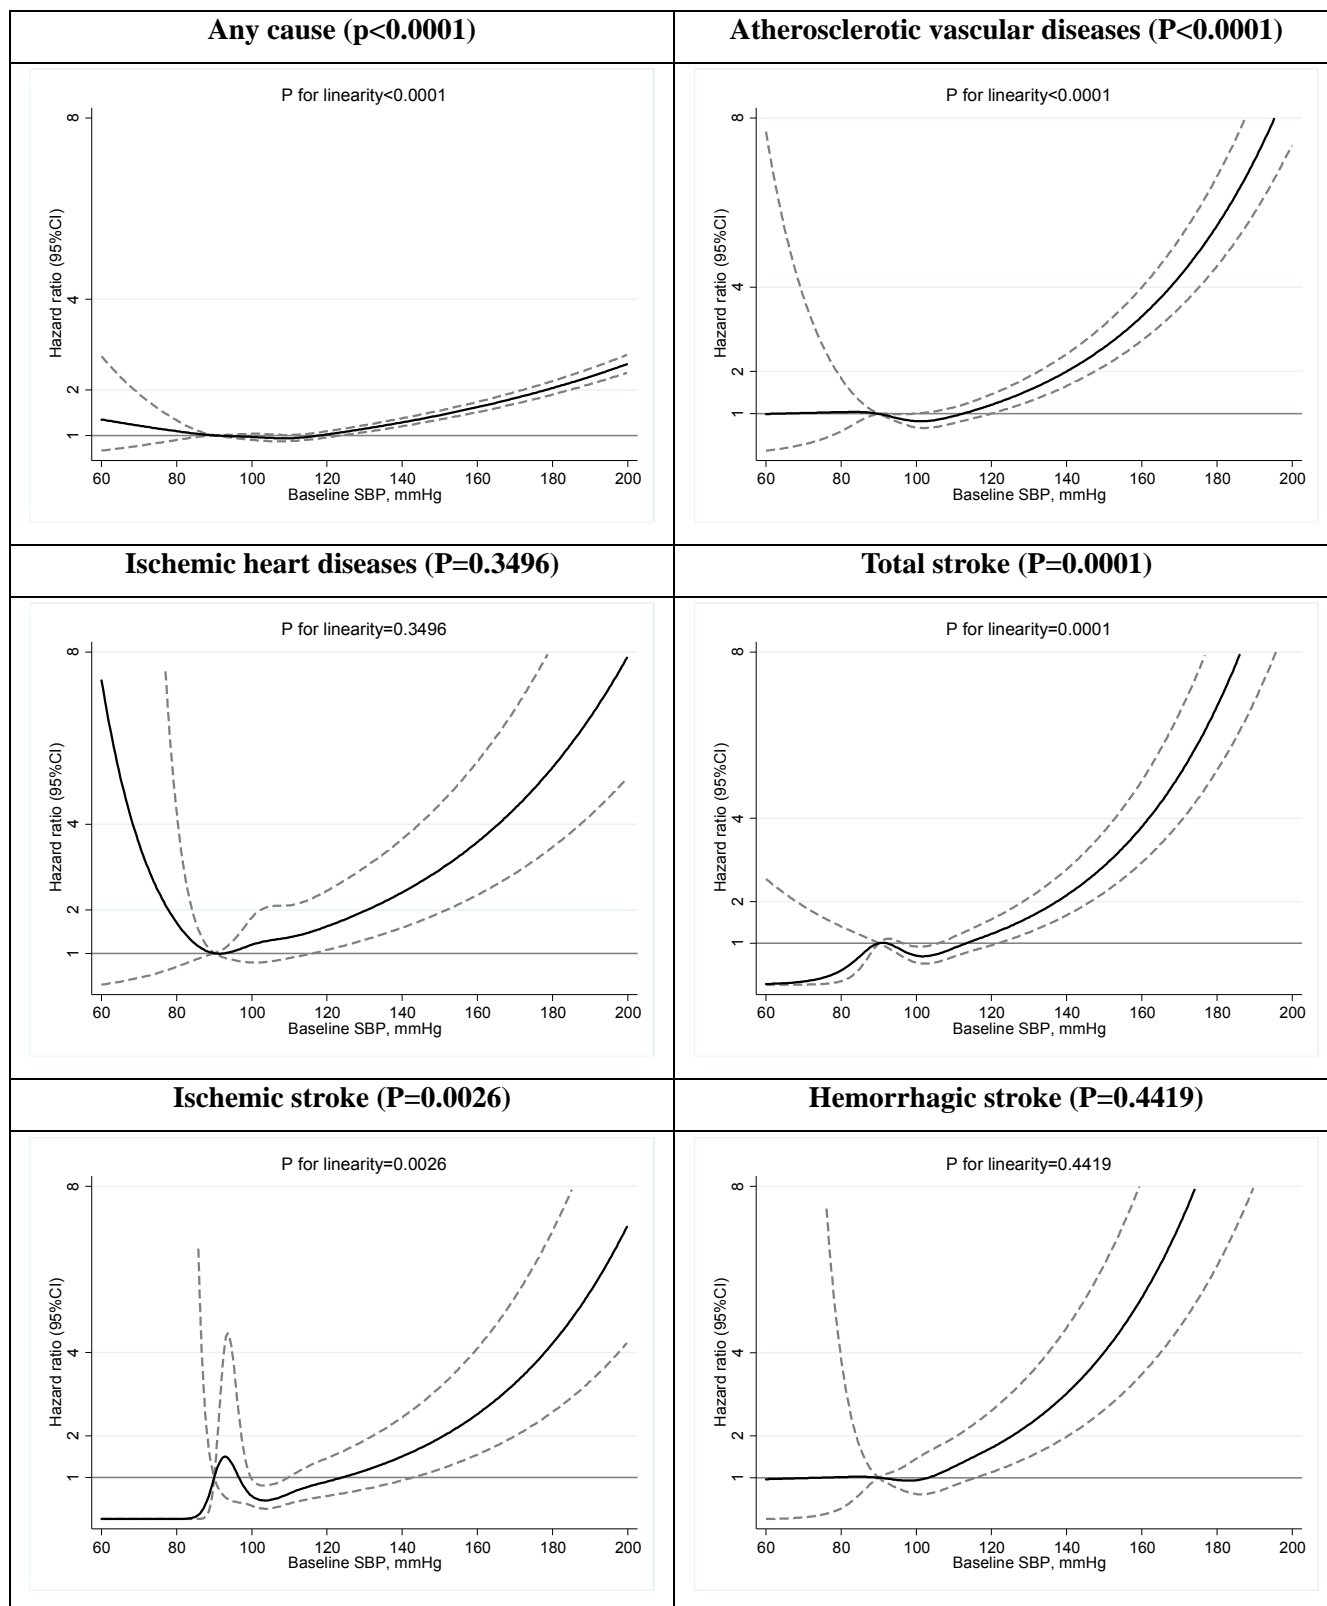 Any cause (p<0.0001)
Atherosclerotic vascular diseases (P<0.0001)
P for linearity<0.0001
8
4
2
1
Hazard ratio (95%CI)
60 80 100 120 140 160 180 200
Baseline SBP, mmHg
P for linearity<0.0001
8
4
2
1
Hazard ratio (95%CI)
60 80 100 120 140 160 180 200
Baseline SBP, mmHg
Ischemic heart diseases (P=0.3496)
Total stroke (P=0.0001)
P for linearity=0.3496
8
4
2
1
Hazard ratio (95%CI)
60 80 100 120 140 160 180 200
Baseline SBP, mmHg
P for linearity=0.0001
8
4
2
1
Hazard ratio (95%CI)
60 80 100 120 140 160 180 200
Baseline SBP, mmHg
Ischemic stroke (P=0.0026)
Hemorrhagic stroke (P=0.4419)
P for linearity=0.0026
8
4
2
1
Hazard ratio (95%CI)
60 80 100 120 140 160 180 200
Baseline SBP, mmHg
P for linearity=0.4419
8
4
2
1
Hazard ratio (95%CI)
60 80 100 120 140 160 180 200
Baseline SBP, mmHg